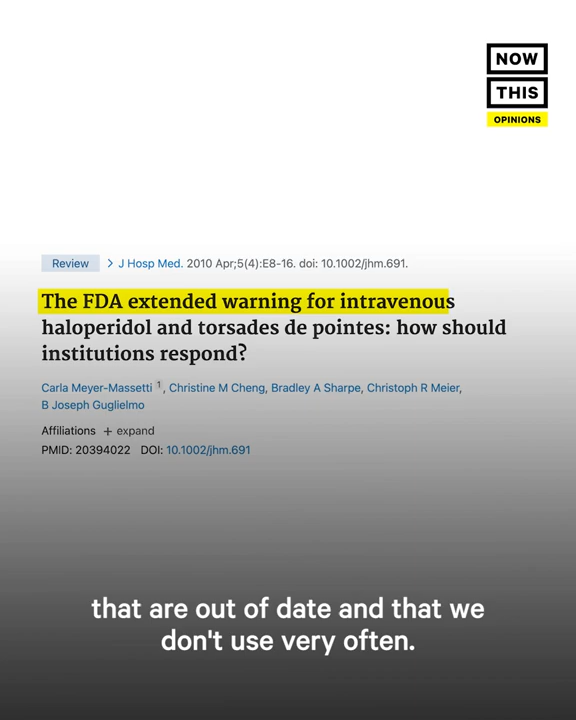 NOW
THIS
OPINIONS
Review > J Hosp Med. 2010 Apr;5(4):E8-16. doi: 10.1002/jhm.691.
The FDA extended warning for intravenous
haloperidol and torsades de pointes: how should
institutions respond?
Carla Meyer-Massetti 1, Christine M Cheng, Bradley A Sharpe, Christoph R Meier,
B Joseph Guglielmo
Affiliations + expand
PMID: 20394022 DOI: 10.1002/jhm.691
that are out of date and that we
don't use very often.